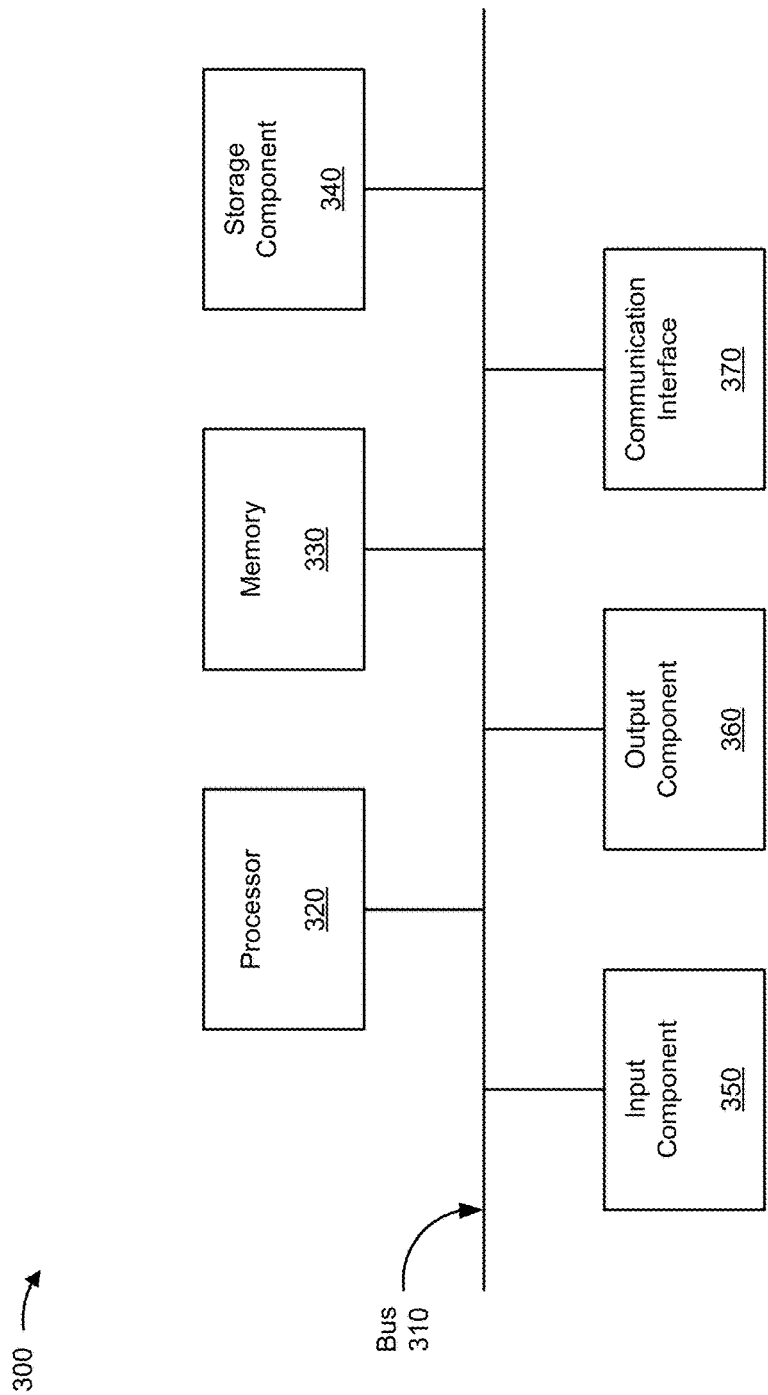 300
Bus
310
Processor
320
Memory
330
Storage
Component
340
Input
Component
350
Output
Component
360
Communication
Interface
370